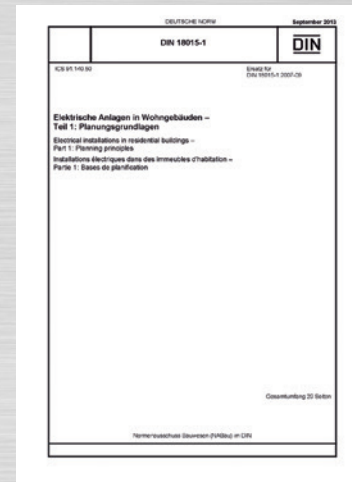 DEUTSCHE NORM
September 2013
DIN 18015-1
DIN
ICS 91.140.50
Ersatz für
DIN 18015-1:2007-09
Elektrische Anlagen in Wohngebäuden –
Teil 1: Planungsgrundlagen
Electrical installations in residential buildings –
Part 1: Planning principles
Installations électriques dans des immeubles d'habitation –
Partie 1: Bases de planification
Gesamtumfang 20 Seiten
Normenausschuss Bauwesen (NABau) im DIN